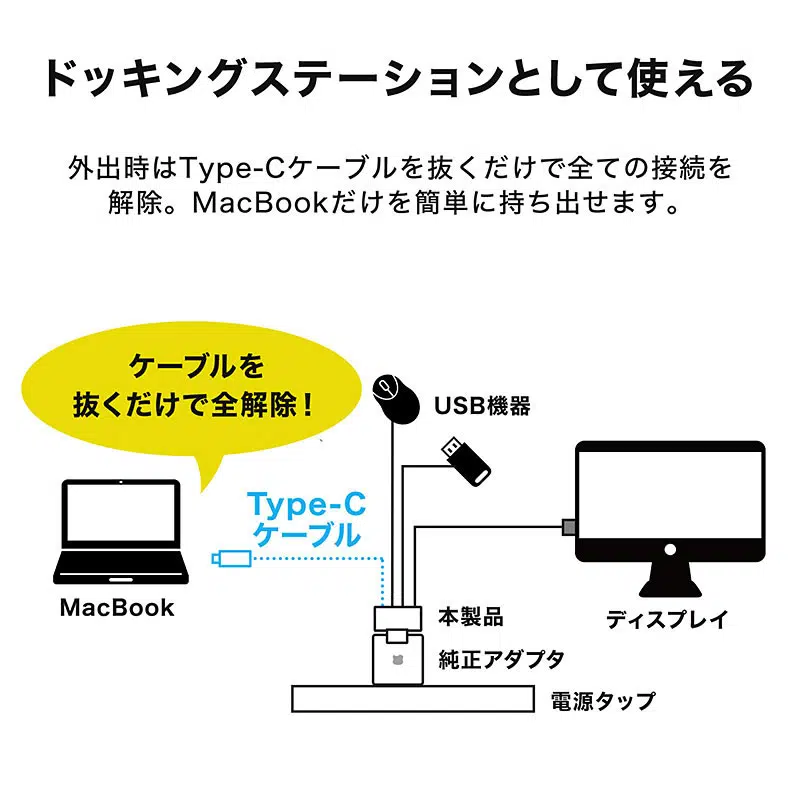 ドッキングステーションとして使える
外出時はType-Cケーブルを抜くだけで全ての接続を
解除。MacBookだけを簡単に持ち出せます。
ケーブルを
抜くだけで全解除!
USB機器
Type-C
ケーブル
MacBook
本製品
ディスプレイ
純正アダプタ
電源タップ